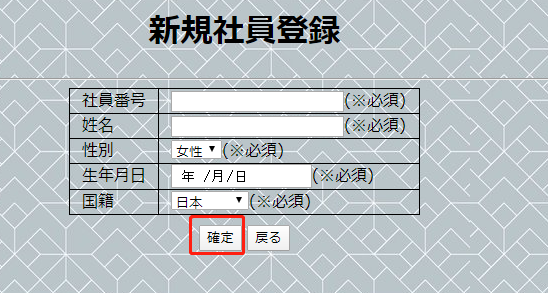 新規社員登録
社員番号 (※必須)
姓名 (※必須)
性別 女性 (※必須)
生年月日 年 /月/日 (※必須)
国籍 日本 (※必須)
確定 戻る